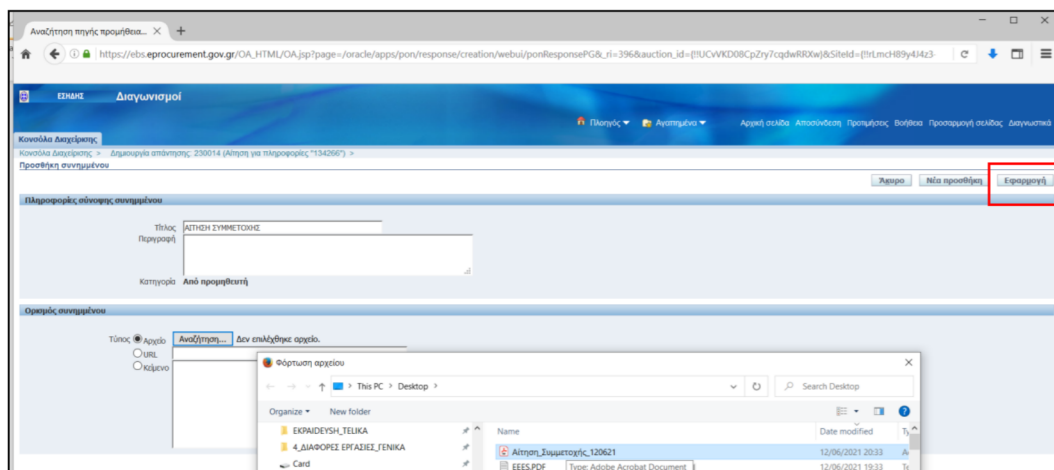 Αναζήτηση πηγής προμήθεια...
https://ebs.eprocurement.gov.gr/OA_HTML/OA.jsp?page=/oracle/apps/pon/response/creation/webui/ponResponsePG&_ri=396&auction_id={!!UCvVKD08CpZry7cqdwRRXw}&SiteId={!!rLmcH89y4J4z3
ΕΣΗΔΗΣ Διαγωνισμοί
Πλοηγός Αγαπημένα Αρχική σελίδα Αποσύνδεση Προτιμήσεις Βοήθεια Προσαρμογή σελίδας Διαγνωστικά
Κονσόλα Διαχείρισης
Κονσόλα Διαχείρισης > Δημιουργία απάντησης: 230014 (Αίτηση για πληροφορίες "134266") >
Προσθήκη συνημμένου
Άκυρο Νέα προσθήκη Εφαρμογή
Πληροφορίες σύνοψης συνημμένου
Τίτλος ΑΙΤΗΣΗ ΣΥΜΜΕΤΟΧΗΣ
Περιγραφή
Κατηγορία Από προμηθευτή
Ορισμός συνημμένου
Τύπος Αρχείο Αναζήτηση... Δεν επιλέχθηκε αρχείο.
URL
Κείμενο
Φόρτωση αρχείου
This PC > Desktop > Search Desktop
Organize New folder
EKPAIDEYSH_TELIKA
4_ΔΙΑΦΟΡΕΣ ΕΡΓΑΣΙΕΣ_ΓΕΝΙΚΑ
Card
Name Date modified
Αίτηση_Συμμετοχής_120621 12/06/2021 20:33
EEES.PDF Type: Adobe Acrobat Document 12/06/2021 19:33